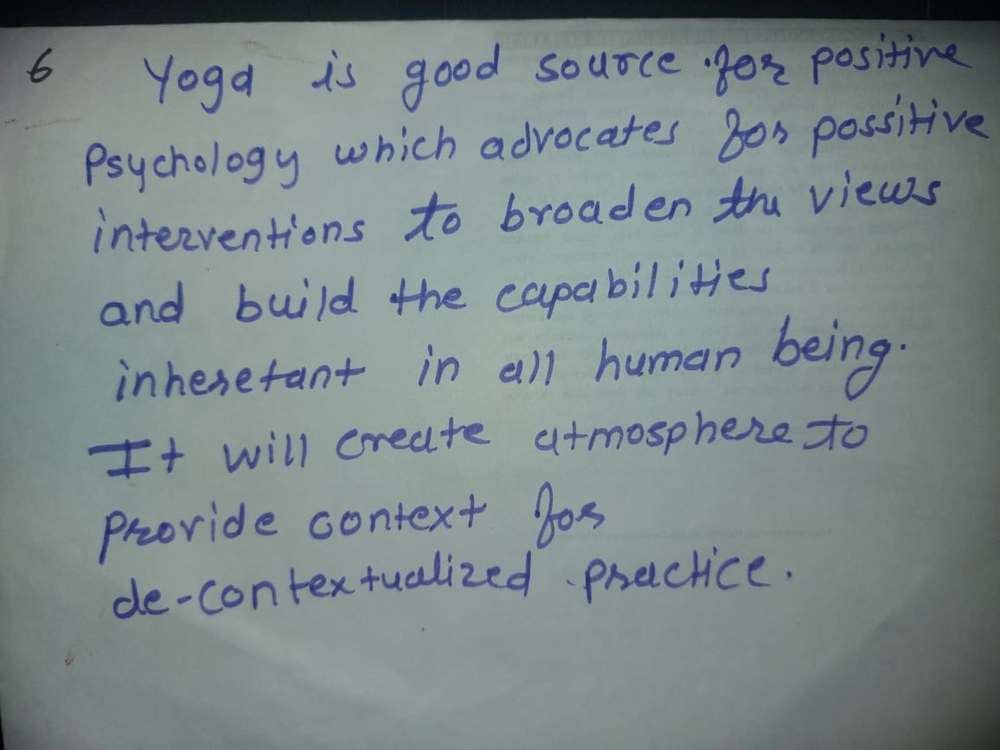 6 Yoga is good source for positive
Psychology which advocates for possitive
interventions to broaden the views
and build the capabilities
inheretant in all human being.
It will create atmosphere to
provide context for
de-contextualized practice.